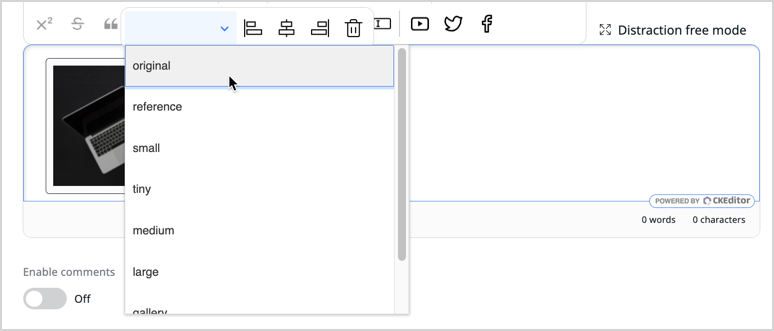 X²
Distraction free mode
original
reference
small
tiny
medium
large
gallery
POWERED BY CKEditor
0 words 0 characters
Enable comments
Off